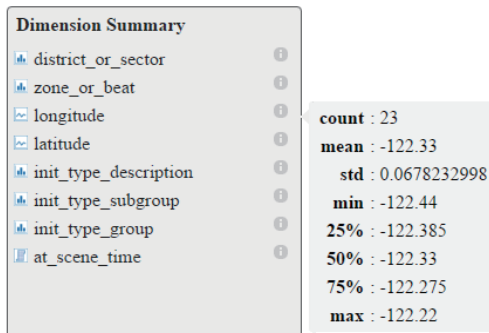 Dimension Summary
district_or_sector
zone_or_beat
longitude
latitude
init_type_description
init_type_subgroup
init_type_group
at_scene_time
count : 23
mean : -122.33
std : 0.0678232998
min : -122.44
25% : -122.385
50% : -122.33
75% : -122.275
max : -122.22